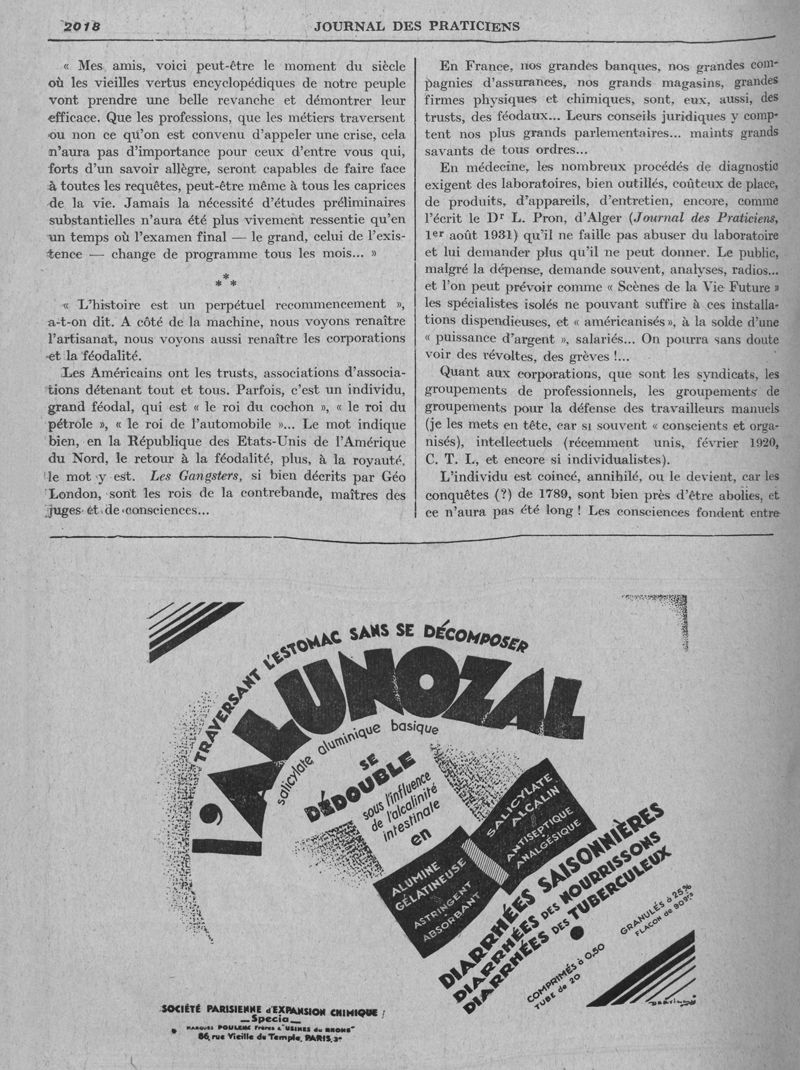 2018
JOURNAL DES PRATICIENS
« Mes amis, voici peut-être le moment du siècle
où les vieilles vertus encyclopédiques de notre peuple
vont prendre une belle revanche et démontrer leur
efficace. Que les professions, que les métiers traversent
ou non ce qu'on est convenu d'appeler une crise, cela
n'aura pas d'importance pour ceux d'entre vous qui,
forts d'un savoir allègre, seront capables de faire face
à toutes les requêtes, peut-être même à tous les caprices
de la vie. Jamais la nécessité d'études préliminaires
substantielles n'aura été plus vivement ressentie qu'en
un temps où l'examen final — le grand, celui de l'exis-
tence — change de programme tous les mois... »
* * *
« L'histoire est un perpétuel recommencement »,
a-t-on dit. A côté de la machine, nous voyons renaître
l'artisanat, nous voyons aussi renaître les corporations
et la féodalité.
Les Américains ont les trusts, associations d'associa-
tions détenant tout et tous. Parfois, c'est un individu,
grand féodal, qui est « le roi du cochon », « le roi du
pétrole », « le roi de l'automobile »... Le mot indique
bien, en la République des Etats-Unis de l'Amérique
du Nord, le retour à la féodalité, plus, à la royauté,
le mot y est. Les Gangsters, si bien décrits par Géo
London, sont les rois de la contrebande, maîtres des
juges et de consciences...
En France, nos grandes banques, nos grandes com-
pagnies d'assurances, nos grands magasins, grandes
firmes physiques et chimiques, sont, eux, aussi, des
trusts, des féodaux... Leurs conseils juridiques y comp-
tent nos plus grands parlementaires... maints grands
savants de tous ordres...
En médecine, les nombreux procédés de diagnostic
exigent des laboratoires, bien outillés, coûteux de place,
de produits, d'appareils, d'entretien, encore, comme
l'écrit le Dr L. Pron, d'Alger (Journal des Praticiens,
1er août 1931) qu'il ne faille pas abuser du laboratoire
et lui demander plus qu'il ne peut donner. Le public,
malgré la dépense, demande souvent, analyses, radios...
et l'on peut prévoir comme « Scènes de la Vie Future »
les spécialistes isolés ne pouvant suffire à ces installa-
tions dispendieuses, et « américanisés », à la solde d'une
« puissance d'argent », salariés... On pourra sans doute
voir des révoltes, des grèves !...
Quant aux corporations, que sont les syndicats, les
groupements de professionnels, les groupements de
groupements pour la défense des travailleurs manuels
(je les mets en tête, car si souvent « conscients et orga-
nisés), intellectuels (récemment unis, février 1920,
C. T. L, et encore si individualistes).
L'individu est coincé, annihilé, ou le devient, car les
conquêtes (?) de 1789, sont bien près d'être abolies, et
ce n'aura pas été long ! Les consciences fondent entre
TRAVERSANT L'ESTOMAC SANS SE DÉCOMPOSER
l'ALUNOZAL
salicylate aluminique basique
SE
DÉDOUBLE
sous l'influence
de l'alcalinité
intestinale
en
ALUMINE
GÉLATINEUSE
ASTRINGENT
ABSORBANT
SALICYLATE
ALCALIN
ANTISEPTIQUE
ANALGÉSIQUE
DIARRHÉES SAISONNIÈRES
DIARRHÉES DES NOURRISSONS
DIARRHÉES DES TUBERCULEUX
COMPRIMÉS à 0.50
TUBE de 20
GRANULÉS à 25%
FLACON de 90 grs
SOCIÉTÉ PARISIENNE d'EXPANSION CHIMIQUE
_Specia_
MARQUES POULENC Frères & "USINES du RHONE"
86, rue Vieille du Temple, PARIS, 3e